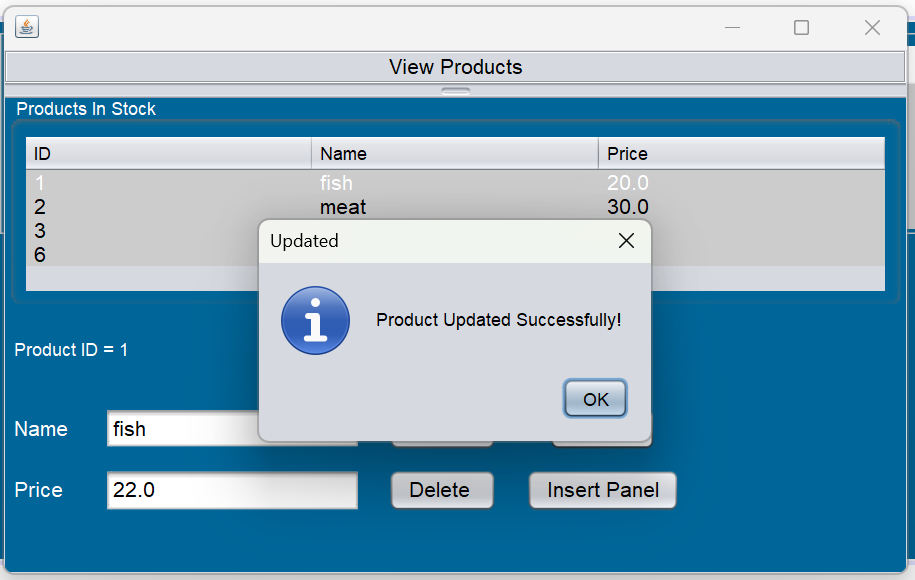 View Products
Products In Stock
ID Name Price
1 fish 20.0
2 meat 30.0
3
6
Updated
Product Updated Successfully!
OK
Product ID = 1
Name fish
Price 22.0 Delete Insert Panel